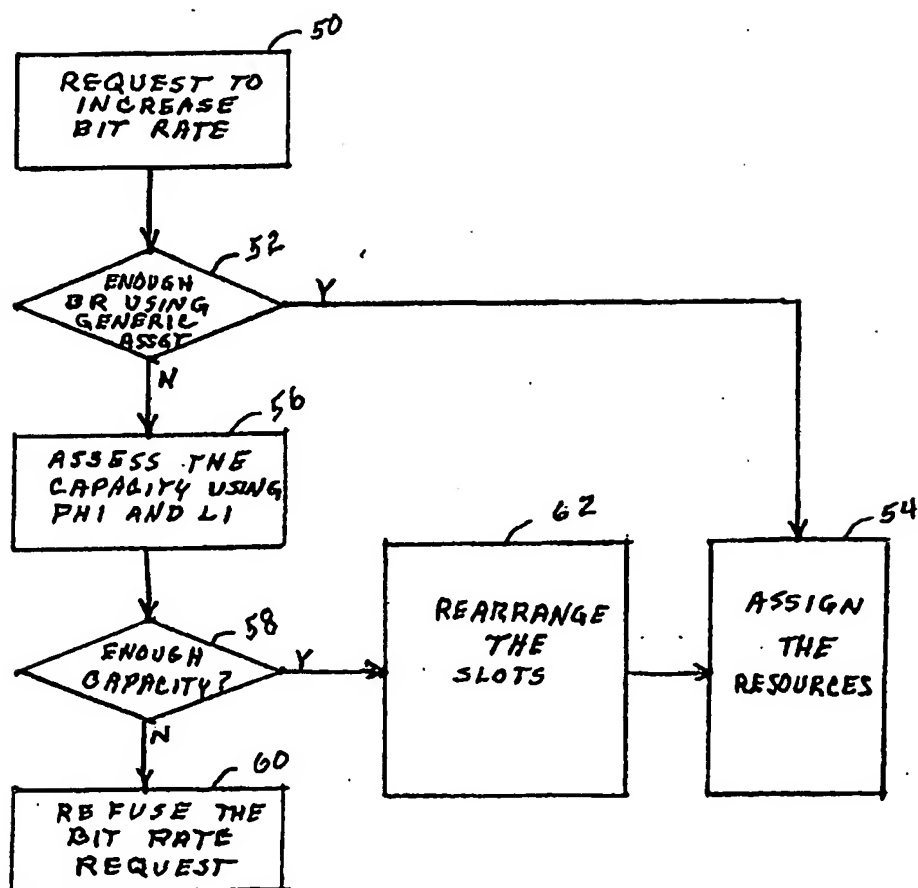 50
REQUEST TO
INCREASE
BIT RATE
52
ENOUGH
BR USING
GENERIC
ASSGT
Y
N
56
ASSESS THE
CAPACITY USING
PHI AND LI
58
ENOUGH
CAPACITY?
Y
N
62
REARRANGE
THE
SLOTS
54
ASSIGN
THE
RESOURCES
60
REFUSE THE
BIT RATE
REQUEST